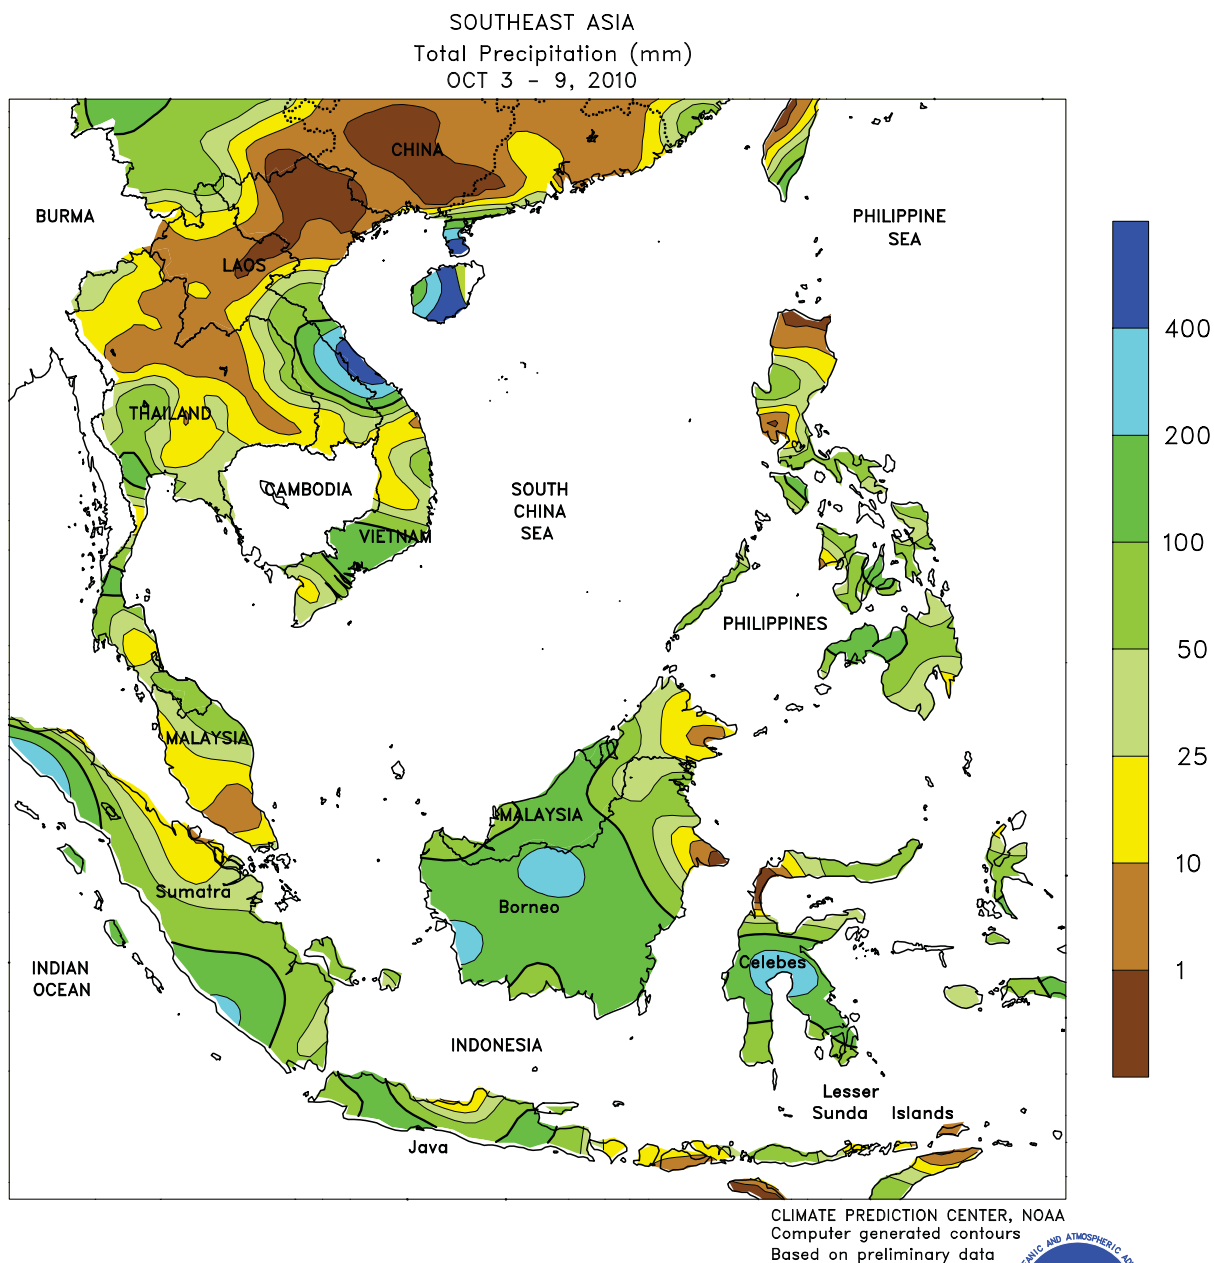 SOUTHEAST ASIA
Total Precipitation (mm)
OCT 3 - 9, 2010
CHINA
BURMA
PHILIPPINE
SEA
LAOS
400
THAILAND
200
CAMBODIA
SOUTH
CHINA
SEA
VIETNAM
100
PHILIPPINES
50
MALAYSIA
25
MALAYSIA
10
Sumatra
Borneo
Celebes
INDIAN
OCEAN
1
INDONESIA
Lesser
Sunda Islands
Java
CLIMATE PREDICTION CENTER, NOAA
Computer generated contours
Based on preliminary data
AND ATMOSPHERIC